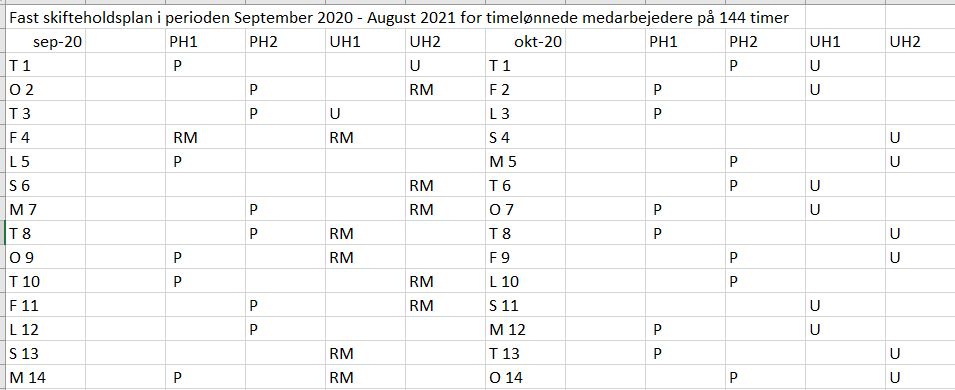 Fast skifteholdsplan i perioden September 2020 - August 2021 for timelønnede medarbejedere på 144 timer
sep-20 PH1 PH2 UH1 UH2 okt-20 PH1 PH2 UH1 UH2
T 1 P U T 1 P U
O 2 P RM F 2 P U
T 3 P U L 3 P
F 4 RM RM S 4 U
L 5 P M 5 P U
S 6 RM T 6 P U
M 7 P RM O 7 P U
T 8 P RM T 8 P U
O 9 P RM F 9 P U
T 10 P RM L 10 P
F 11 P RM S 11 U
L 12 P M 12 P U
S 13 RM T 13 P U
M 14 P RM O 14 P U